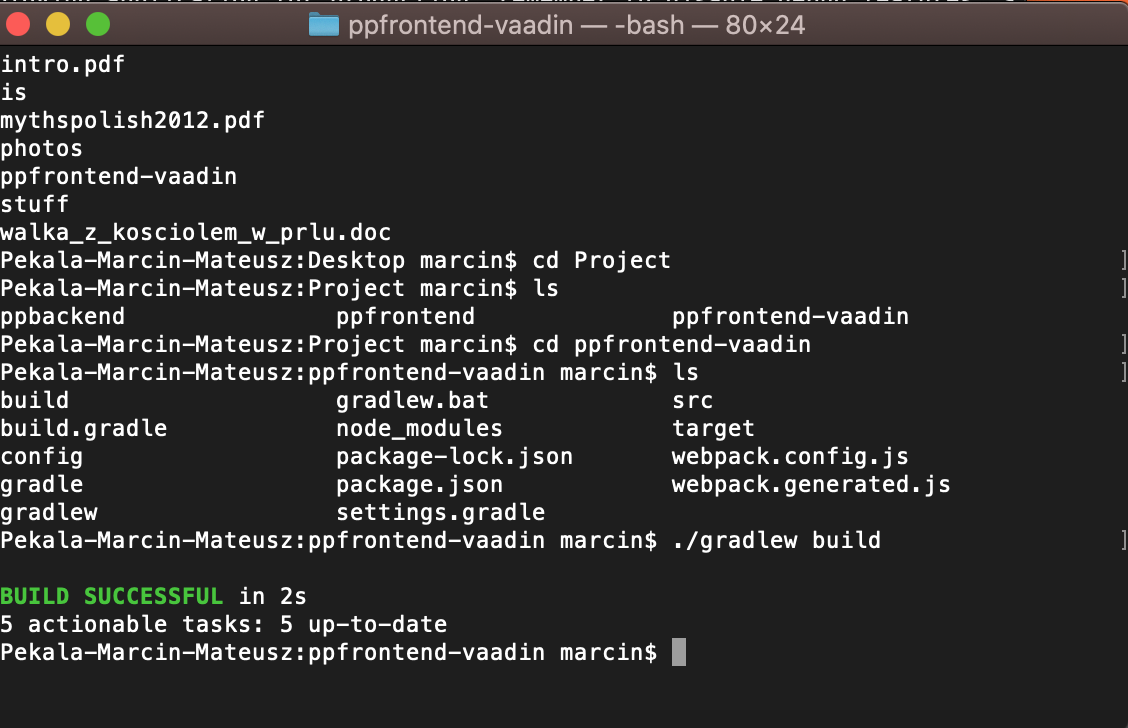 ppfrontend-vaadin — -bash — 80×24
intro.pdf
is
mythspolish2012.pdf
photos
ppfrontend-vaadin
stuff
walka_z_kosciolem_w_prlu.doc
Pekala-Marcin-Mateusz:Desktop marcin$ cd Project ]
Pekala-Marcin-Mateusz:Project marcin$ ls ]
ppbackend ppfrontend ppfrontend-vaadin
Pekala-Marcin-Mateusz:Project marcin$ cd ppfrontend-vaadin ]
Pekala-Marcin-Mateusz:ppfrontend-vaadin marcin$ ls ]
build gradlew.bat src
build.gradle node_modules target
config package-lock.json webpack.config.js
gradle package.json webpack.generated.js
gradlew settings.gradle
Pekala-Marcin-Mateusz:ppfrontend-vaadin marcin$ ./gradlew build ]
BUILD SUCCESSFUL in 2s
5 actionable tasks: 5 up-to-date
Pekala-Marcin-Mateusz:ppfrontend-vaadin marcin$